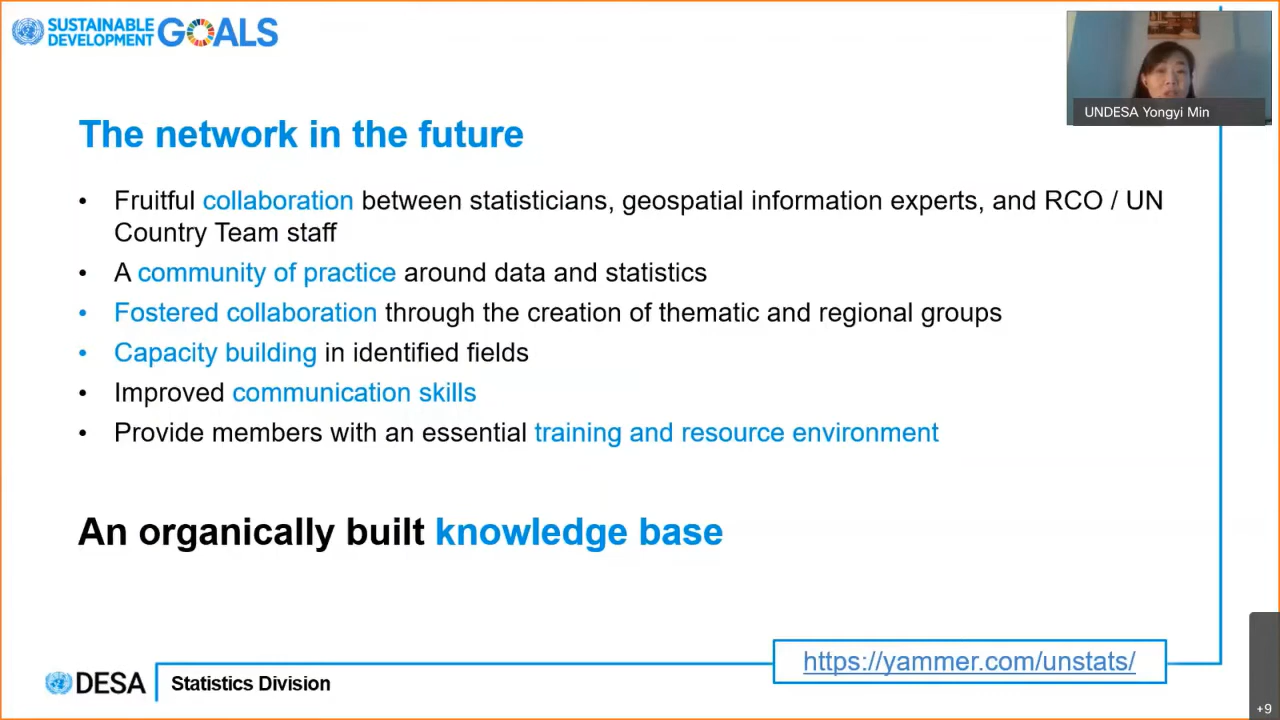 SUSTAINABLE
DEVELOPMENT GOALS
UNDESA Yongyi Min
The network in the future
• Fruitful collaboration between statisticians, geospatial information experts, and RCO / UN
Country Team staff
• A community of practice around data and statistics
• Fostered collaboration through the creation of thematic and regional groups
• Capacity building in identified fields
• Improved communication skills
• Provide members with an essential training and resource environment
An organically built knowledge base
https://yammer.com/unstats/
DESA Statistics Division
+9